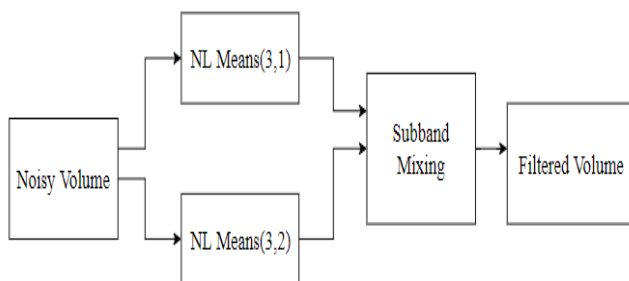 NL Means(3,1)
Noisy Volume
Subband
Mixing
Filtered Volume
NL Means(3,2)